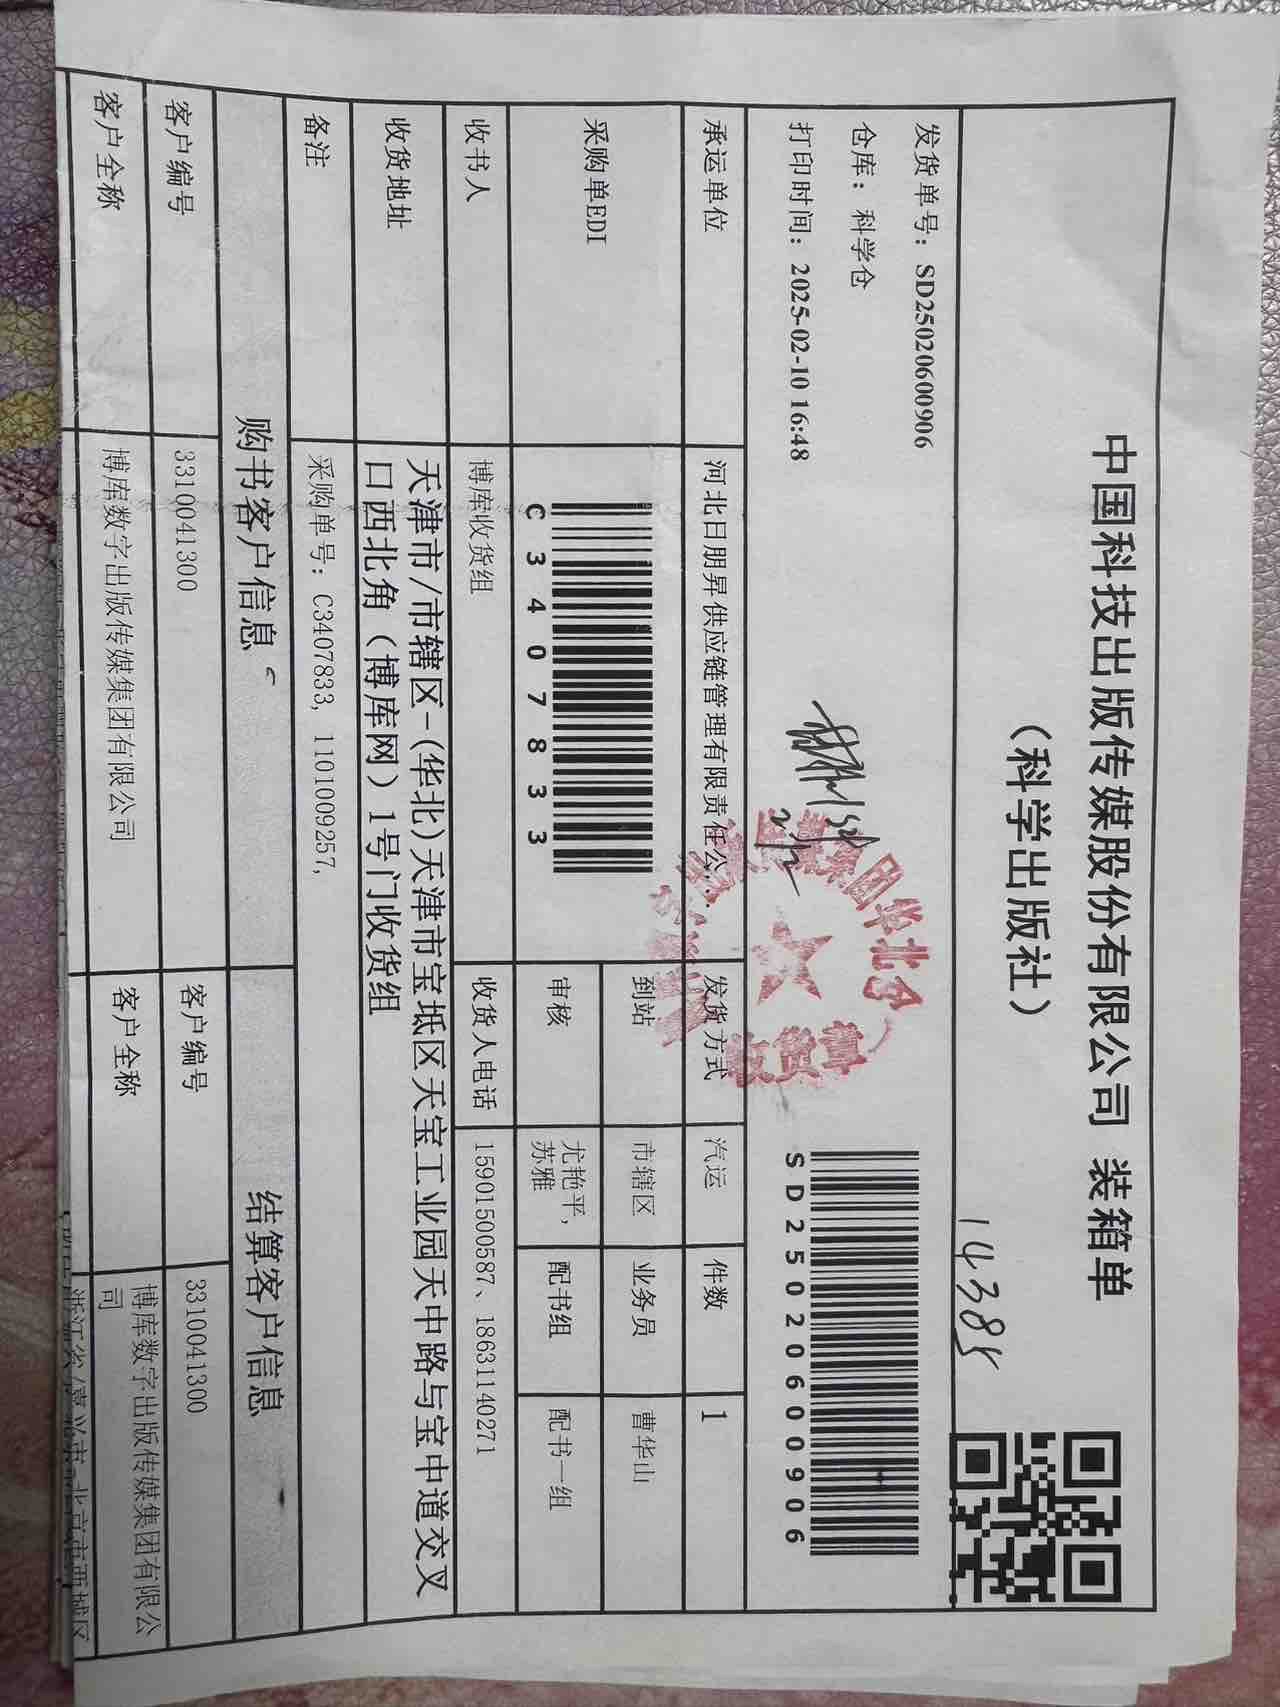 中国科技出版传媒股份有限公司 装箱单
（科学出版社）
14385
发货单号：SD2502060 0906
仓库：科学仓
打印时间：2025-02-10 16:48
SD25020600906
承运单位 河北日朋昇供应链管理有限责任公... 发货方式 汽运 件数 1
采购单EDI C3407833 到站 市辖区 业务员 曹华山
审核 尤艳平，苏雅 配书组 配书一组
收书人 博库收货组 收货人电话 15901500587、18631140271
收货地址 天津市/市辖区-(华北)天津市宝坻区天宝工业园天中路与宝中道交叉
口西北角（博库网）1号门收货组
备注 采购单号：C3407833, 1101009257,
购书客户信息 结算客户信息
客户编号 3310041300 客户编号 3310041300
客户全称 博库数字出版传媒集团有限公司 客户全称 博库数字出版传媒集团有限公
司